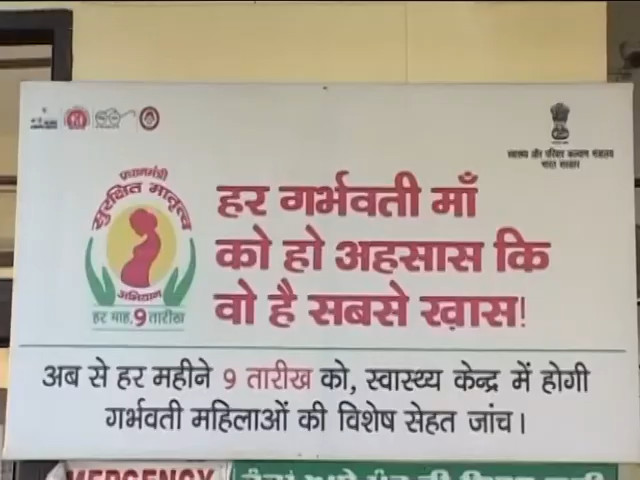 स्वास्थ्य और परिवार कल्याण मंत्रालय
भारत सरकार
प्रधानमंत्री
सुरक्षित मातृत्व
अभियान
हर माह, 9 तारीख
हर गर्भवती माँ
को हो अहसास कि
वो है सबसे ख़ास!
अब से हर महीने 9 तारीख को, स्वास्थ्य केन्द्र में होगी
गर्भवती महिलाओं की विशेष सेहत जांच।
EMERGENCY